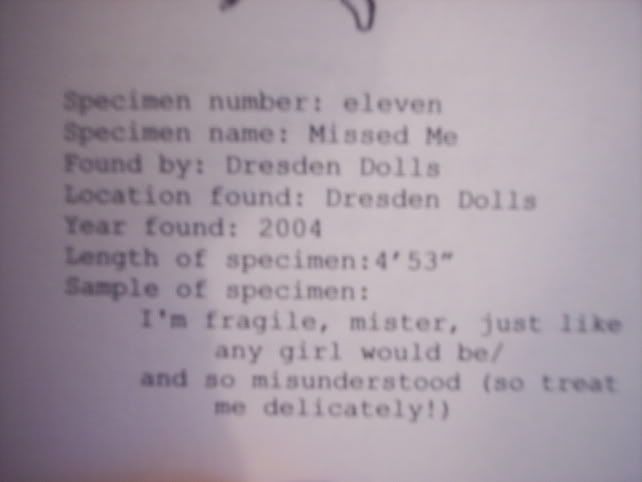 Specimen number: eleven
Specimen name: Missed Me
Found by: Dresden Dolls
Location found: Dresden Dolls
Year found: 2004
Length of specimen:4'53"
Sample of specimen:
I'm fragile, mister, just like
any girl would be/
and so misunderstood (so treat
me delicately!)